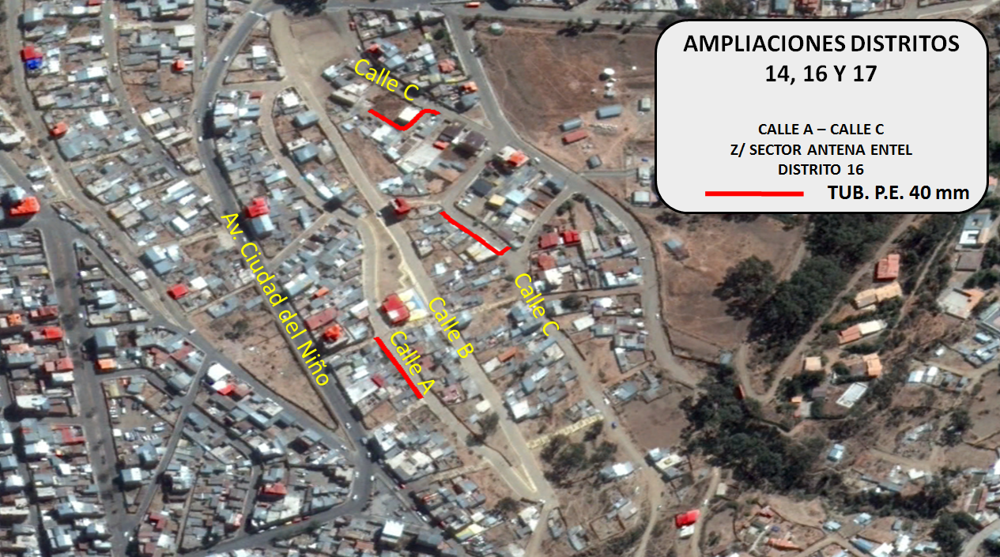 AMPLIACIONES DISTRITOS
14, 16 Y 17
CALLE A – CALLE C
Z/ SECTOR ANTENA ENTEL
DISTRITO 16
TUB. P.E. 40 mm
Calle C
Av. Ciudad del Niño
Calle B
Calle C
Calle A